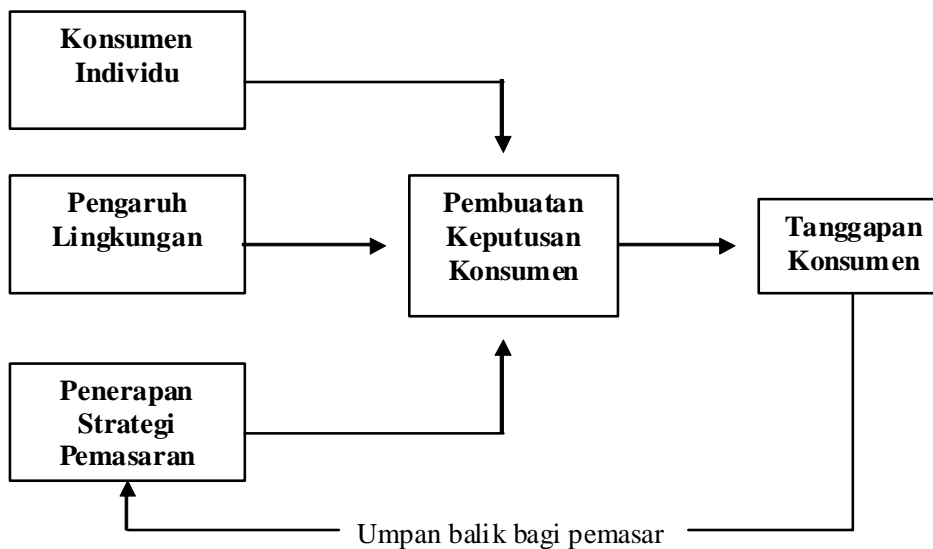 Konsumen
Individu
Pengaruh
Lingkungan
Pembuatan
Keputusan
Konsumen
Tanggapan
Konsumen
Penerapan
Strategi
Pemasaran
Umpan balik bagi pemasar